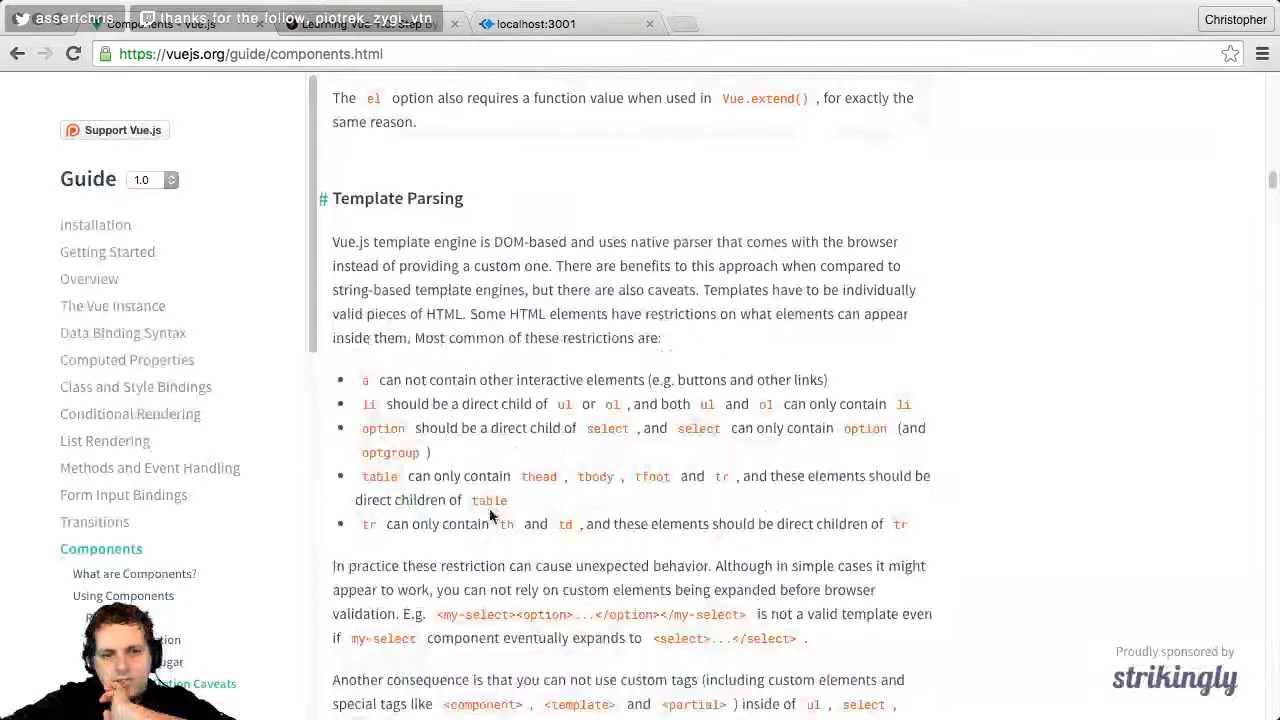 assertchris
thanks for the follow, piotrek_zygi_vtn
Components — Vue.js
Learning Vue 1.0: Step By
localhost:3001
Christopher
https://vuejs.org/guide/components.html
Support Vue.js
Guide 1.0
Installation
Getting Started
Overview
The Vue Instance
Data Binding Syntax
Computed Properties
Class and Style Bindings
Conditional Rendering
List Rendering
Methods and Event Handling
Form Input Bindings
Transitions
Components
What are Components?
Using Components
The el option also requires a function value when used in Vue.extend() , for exactly the
same reason.
# Template Parsing
Vue.js template engine is DOM-based and uses native parser that comes with the browser
instead of providing a custom one. There are benefits to this approach when compared to
string-based template engines, but there are also caveats. Templates have to be individually
valid pieces of HTML. Some HTML elements have restrictions on what elements can appear
inside them. Most common of these restrictions are:
a can not contain other interactive elements (e.g. buttons and other links)
li should be a direct child of ul or ol , and both ul and ol can only contain li
option should be a direct child of select , and select can only contain option (and
optgroup )
table can only contain thead , tbody , tfoot and tr , and these elements should be
direct children of table
tr can only contain th and td , and these elements should be direct children of tr
In practice these restriction can cause unexpected behavior. Although in simple cases it might
appear to work, you can not rely on custom elements being expanded before browser
validation. E.g. <my-select><option>...</option></my-select> is not a valid template even
if my-select component eventually expands to <select>...</select> .
Another consequence is that you can not use custom tags (including custom elements and
special tags like <component> , <template> and <partial> ) inside of ul , select ,
Caveats
Proudly sponsored by
strikingly